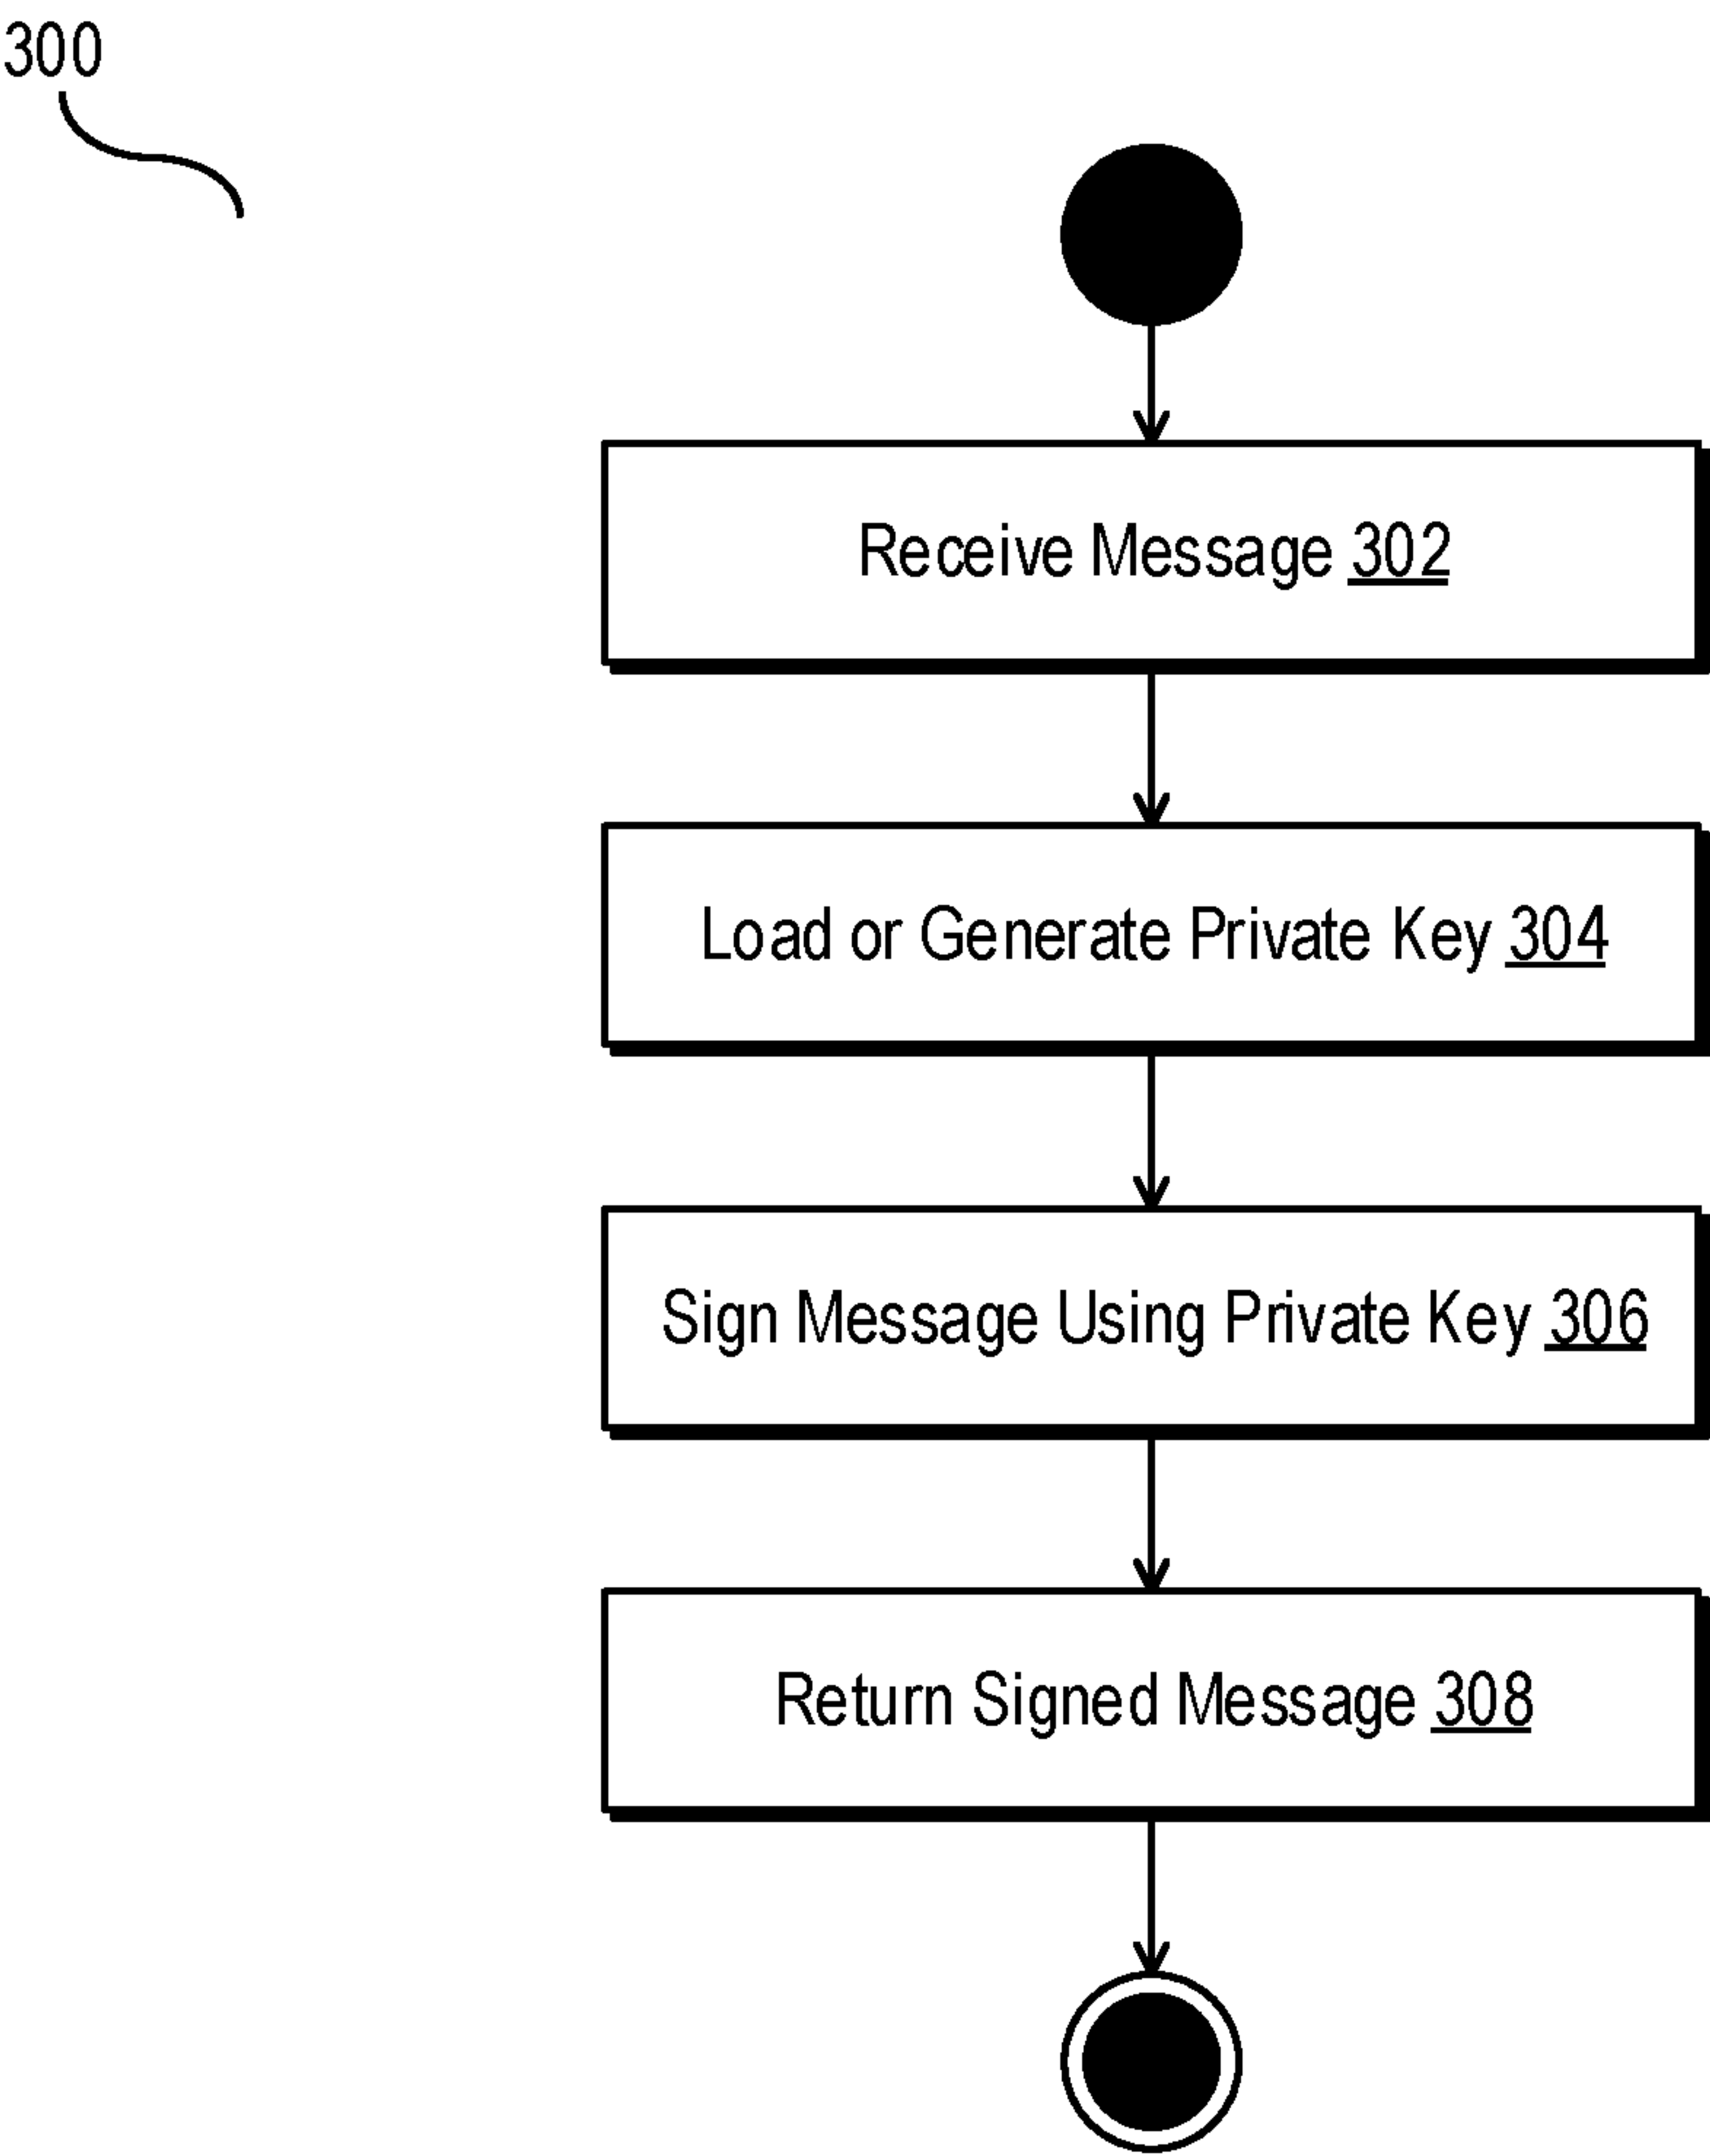 300
Receive Message 302
Load or Generate Private Key 304
Sign Message Using Private Key 306
Return Signed Message 308